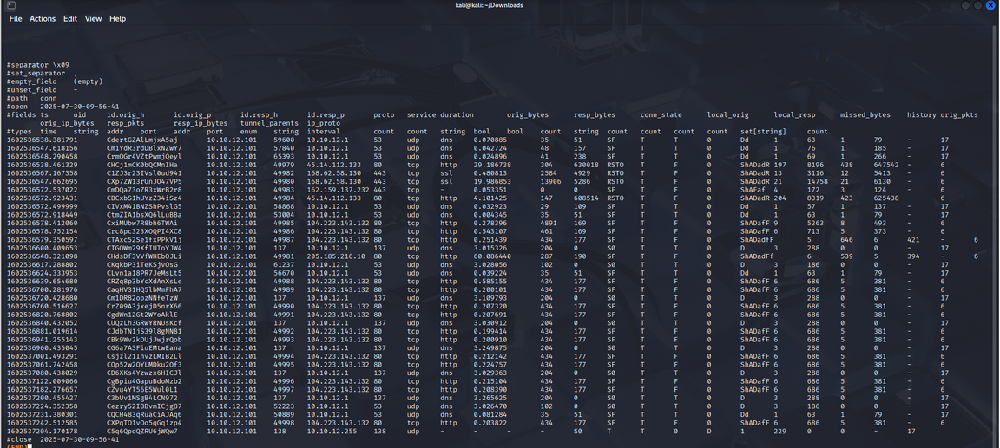 kali@kali: ~/Downloads
File Actions Edit View Help
#separator \x09
#set_separator ,
#empty_field (empty)
#unset_field -
#path conn
#open 2025-07-30-09-56-41
#fields ts uid id.orig_h id.orig_p id.resp_h id.resp_p proto service duration orig_bytes resp_bytes conn_state local_orig local_resp missed_bytes history orig_pkts
orig_ip_bytes resp_pkts resp_ip_bytes tunnel_parents ip_proto
#types time string addr port addr port enum string interval count count string bool bool count string count count count count set[string] count
1602536538.381791 CdertGZAlLmjxA5aj 10.10.12.101 59600 10.10.12.1 53 udp dns 0.070885 35 51 SF T T 0 Dd 1 63 1 79 - 17
1602536547.618156 Cm1YdR3rdDBlxNZwY7 10.10.12.101 57840 10.10.12.1 53 udp dns 0.042724 48 157 SF T T 0 Dd 1 76 1 185 - 17
1602536548.290458 CrmOGr4VZtPwmjQeyl 10.10.12.101 65393 10.10.12.1 53 udp dns 0.024896 41 238 SF T T 0 Dd 1 69 1 266 - 17
1602536538.461329 CHCj1mCK0bQCMnIHa 10.10.12.101 49979 45.14.112.133 80 tcp http 29.186738 304 630018 RSTO T F 0 ShADadR 197 8196 438 647542 - 6
1602536567.167358 C1ZJ3r23IVsl0ud941 10.10.12.101 49982 168.62.58.130 443 tcp ssl 0.480813 2584 4929 RSTO T F 0 ShADadR 13 3116 12 5413 - 6
1602536547.662695 CXp7ZW13rUnJO47VP5 10.10.12.101 49980 168.62.58.130 443 tcp ssl 19.986853 13906 5286 RSTO T F 0 ShADadR 21 14758 21 6130 - 6
1602536572.537022 CmDQa73oZR3xWrB2r8 10.10.12.101 49983 162.159.137.232 443 tcp - 0.053351 0 0 SF T F 0 ShAFaf 4 172 3 124 - 6
1602536572.923431 CBCxbS1hUYzZ34iSz4 10.10.12.101 49984 45.14.112.133 80 tcp http 4.101425 147 608514 RSTO T F 0 ShADadR 204 8319 423 625438 - 6
1602536572.499999 CIVxM41BNZShPvslG5 10.10.12.101 58868 10.10.12.1 53 udp dns 0.032923 29 109 SF T T 0 Dd 1 57 1 137 - 17
1602536572.918449 CtmZIA1bsXQ6lLuBBa 10.10.12.101 53004 10.10.12.1 53 udp dns 0.004345 35 51 SF T T 0 Dd 1 63 1 79 - 17
1602536578.412060 CxiMUbw7R8bh6TWAi 10.10.12.101 49985 104.223.143.132 80 tcp http 0.278396 4891 169 SF T F 0 ShADafF 9 5263 8 493 - 6
1602536578.752154 Crc8pc323XOQPI4XC8 10.10.12.101 49986 104.223.143.132 80 tcp http 0.543107 461 169 SF T F 0 ShADafF 6 713 5 373 - 6
1602536579.350597 CTAxc52Se1fxPPkV1j 10.10.12.101 49987 104.223.143.132 80 tcp http 0.251439 434 177 SF T F 0 ShADadfF 5 646 6 421 - 6
1602536600.409653 CIGOWm29XfIUToYJW4 10.10.12.101 137 10.10.12.1 137 udp dns 3.015326 204 0 S0 T T 0 D 3 288 0 0 - 17
1602536548.321098 CHdsDf3VVfWHEbOJLi 10.10.12.101 49981 205.185.216.10 80 tcp http 60.086440 287 190 SF T F 0 ShADadFf 6 539 5 394 - 6
1602536617.288802 CKqkbP3iTeKSjvOsG 10.10.12.101 61237 10.10.12.1 53 udp dns 3.028056 102 0 S0 T T 0 D 3 186 0 0 - 17
1602536624.333953 CLvn1a18PR7JeMsLt5 10.10.12.101 56670 10.10.12.1 53 udp dns 0.039224 35 51 SF T T 0 Dd 1 63 1 79 - 17
1602536639.654680 CRZq8p3bYcXdAnXsLe 10.10.12.101 49988 104.223.143.132 80 tcp http 0.585155 434 177 SF T F 0 ShADafF 6 686 5 381 - 6
1602536700.281976 CaqHV31HQ5lbMmFhA7 10.10.12.101 49989 104.223.143.132 80 tcp http 0.200101 434 177 SF T F 0 ShADafF 6 686 5 381 - 6
1602536720.428680 Cm1DR82opzNNfeTzW 10.10.12.101 137 10.10.12.1 137 udp dns 3.109793 204 0 S0 T T 0 D 3 288 0 0 - 17
1602536760.516627 CrZ09A3jxejD5nrX66 10.10.12.101 49990 104.223.143.132 80 tcp http 0.207320 434 177 SF T F 0 ShADafF 6 686 5 381 - 6
1602536820.768802 CgdWn12Gt2WYoAklE 10.10.12.101 49991 104.223.143.132 80 tcp http 0.207691 434 177 SF T F 0 ShADafF 6 686 5 381 - 6
1602536840.432052 CUQzLh3GRWYRNUsKcf 10.10.12.101 137 10.10.12.1 137 udp dns 3.030912 204 0 S0 T T 0 D 3 288 0 0 - 17
1602536881.019614 CJdbTN1jS39l8gNN81 10.10.12.101 49992 104.223.143.132 80 tcp http 0.199414 434 177 SF T F 0 ShADafF 6 686 5 381 - 6
1602536941.255143 CBk9Wv2kDUjJwjrQob 10.10.12.101 49993 104.223.143.132 80 tcp http 0.200910 434 177 SF T F 0 ShADafF 6 686 5 381 - 6
1602536960.435045 CG6a7A3FiuEMtwEana 10.10.12.101 137 10.10.12.1 137 udp dns 3.249875 204 0 S0 T T 0 D 3 288 0 0 - 17
1602537001.493291 Csjzl21IhvzLMIB2Ll 10.10.12.101 49994 104.223.143.132 80 tcp http 0.212142 434 177 SF T F 0 ShADafF 6 686 5 381 - 6
1602537061.742458 COp52w2OYLMDku2Of3 10.10.12.101 49995 104.223.143.132 80 tcp http 0.224757 434 177 SF T F 0 ShADafF 6 686 5 381 - 6
1602537080.438029 CD6XKs4Yzwzx6HICJl 10.10.12.101 137 10.10.12.1 137 udp dns 3.029363 204 0 S0 T T 0 D 3 288 0 0 - 17
1602537122.009066 CgBpiu4GapuBdoMzb2 10.10.12.101 49996 104.223.143.132 80 tcp http 0.215104 434 177 SF T F 0 ShADafF 6 686 5 381 - 6
1602537182.276657 CZvu4YT56E5Wul0L1 10.10.12.101 49997 104.223.143.132 80 tcp http 0.208390 434 177 SF T F 0 ShADafF 6 686 5 381 - 6
1602537200.455427 C3bUv1MSgB4LCN972 10.10.12.101 137 10.10.12.1 137 udp dns 3.265625 204 0 S0 T T 0 D 3 288 0 0 - 17
1602537224.352358 Cezry52IBBvmICjg87 10.10.12.101 52223 10.10.12.1 53 udp dns 3.026470 102 0 S0 T T 0 D 3 186 0 0 - 17
1602537231.380301 CQCH483qRuaCiAJAq6 10.10.12.101 50889 10.10.12.1 53 udp dns 0.081284 35 51 SF T T 0 Dd 1 63 1 79 - 17
1602537242.512585 CXPqTO1vOo5qGq1zp4 10.10.12.101 49998 104.223.143.132 80 tcp http 0.203822 434 177 SF T F 0 ShADafF 6 686 5 381 - 6
1602537204.170178 C5q6QpdQZRU6jWQw7 10.10.12.101 138 10.10.12.255 138 udp - - - - S0 T T 0 D 1 229 0 0 - 17
#close 2025-07-30-09-56-41
(END)